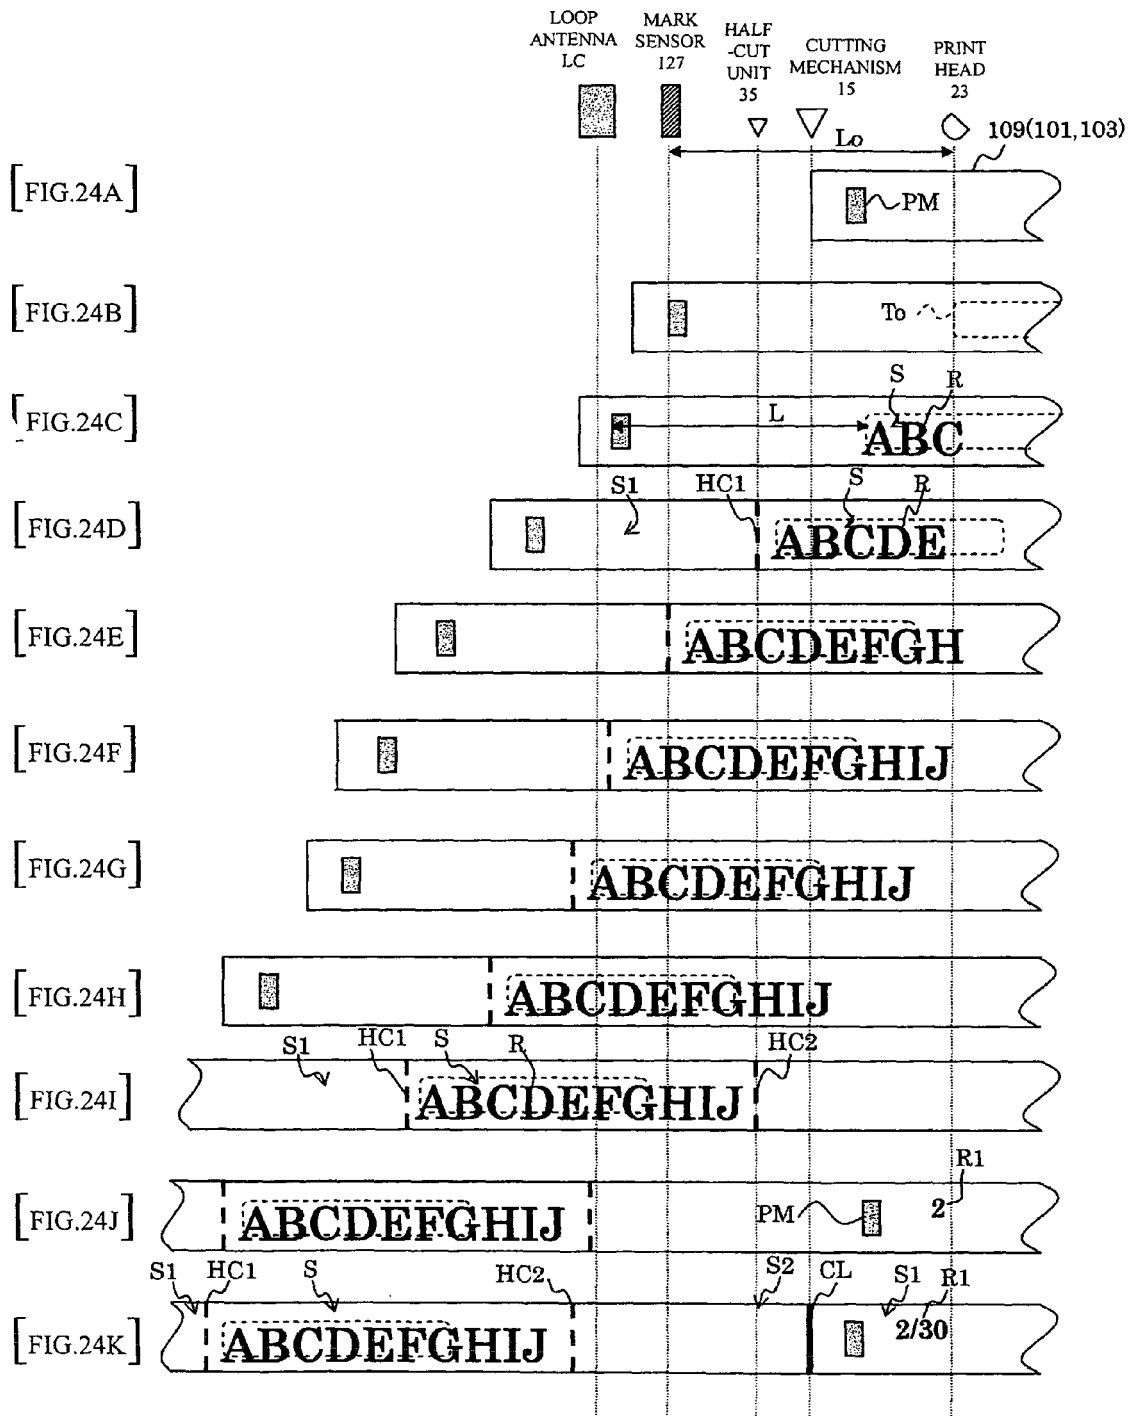 LOOP
ANTENNA
LC
MARK
SENSOR
127
HALF
-CUT
UNIT
35
CUTTING
MECHANISM
15
PRINT
HEAD
23
Lo
109(101,103)
[FIG.24A]
PM
[FIG.24B]
To
[FIG.24C]
L
S
R
ABC
[FIG.24D]
S1
HC1
S
R
ABCDE
[FIG.24E]
ABCDEFGH
[FIG.24F]
ABCDEFGHIJ
[FIG.24G]
ABCDEFGHIJ
[FIG.24H]
ABCDEFGHIJ
[FIG.24I]
S1
HC1
S
R
HC2
ABCDEFGHIJ
[FIG.24J]
ABCDEFGHIJ
PM
2
R1
[FIG.24K]
S1
HC1
S
HC2
S2
CL
S1
R1
ABCDEFGHIJ
2/30